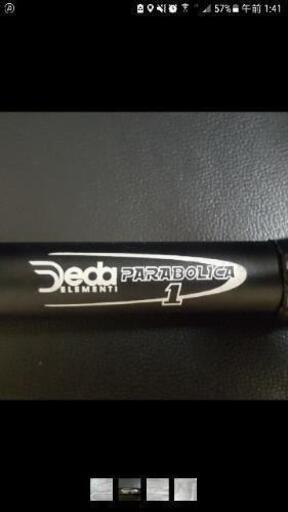 57% 午前 1:41
Deda PARABOLICA
ELEMENTI 1